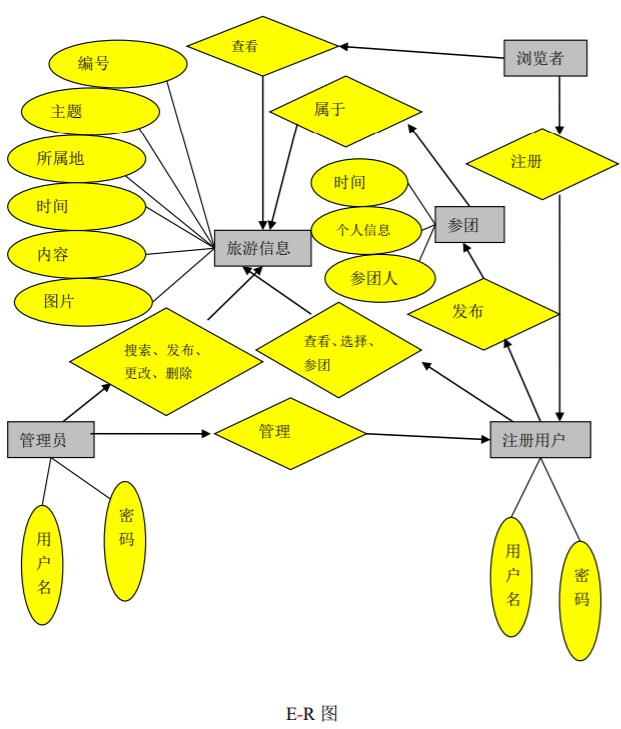 查看
浏览者
编号
主题
属于
注册
所属地
时间
时间
个人信息
参团
旅游信息
内容
参团人
图片
发布
搜索、发布、
更改、删除
查看、选择、
参团
管理员
管理
注册用户
用
户
名
密
码
用
户
名
密
码
E-R 图